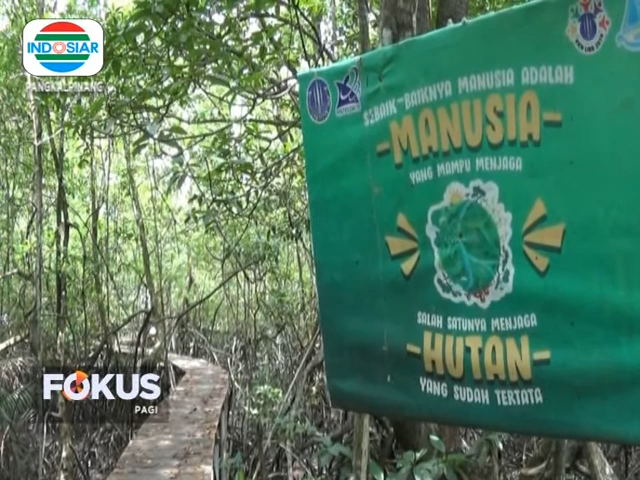 INDOSIAR
PANGKALPINANG
SEBAIK-BAIKNYA MANUSIA ADALAH
-MANUSIA-
YANG MAMPU MENJAGA
SALAH SATUNYA MENJAGA
-HUTAN-
YANG SUDAH TERTATA
FOKUS
PAGI